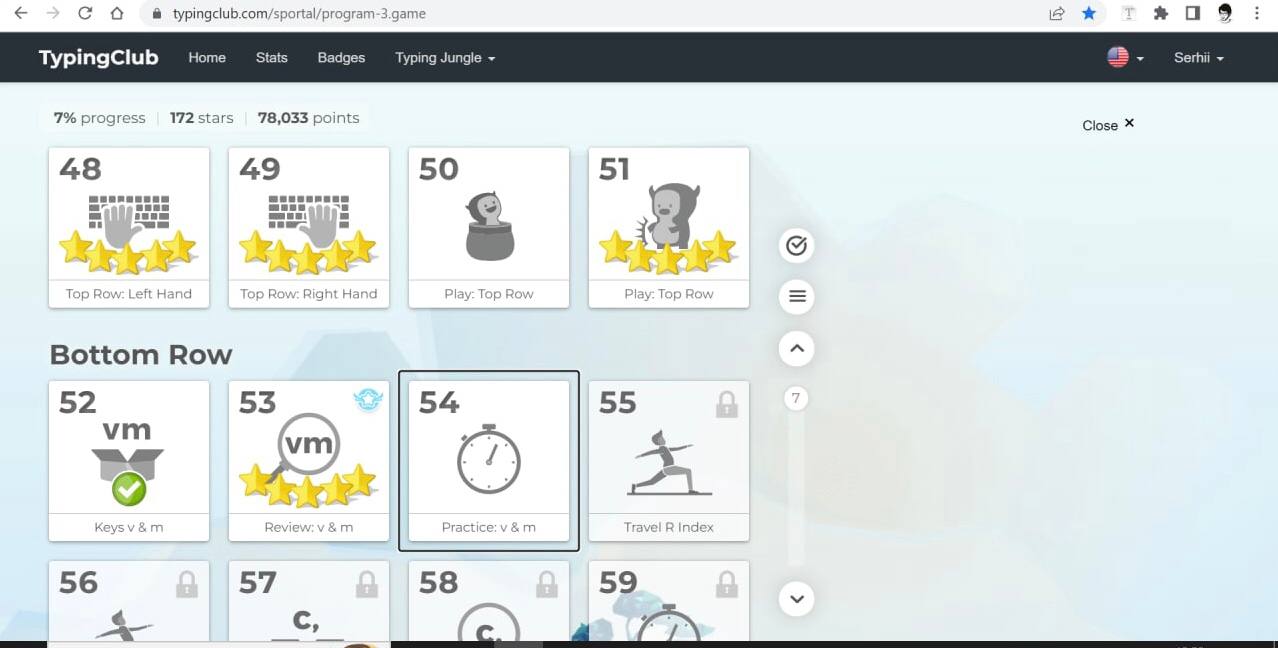 typingclub.com/sportal/program-3.game
TypingClub Home Stats Badges Typing Jungle Serhii
7% progress 172 stars 78,033 points
Close ×
48 49 50 51
Top Row: Left Hand Top Row: Right Hand Play: Top Row Play: Top Row
Bottom Row
52 53 54 55
vm vm
7
Keys v & m Review: v & m Practice: v & m Travel R Index
56 57 58 59
c, c,